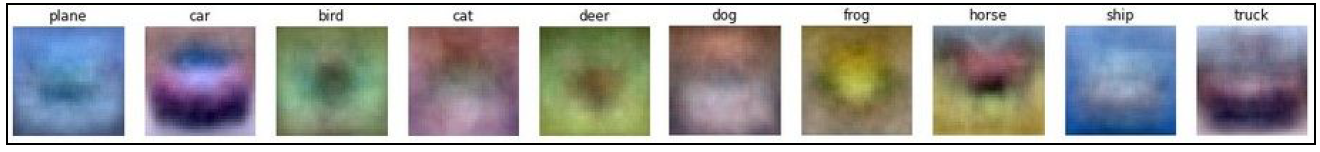 plane car bird cat deer dog frog horse ship truck